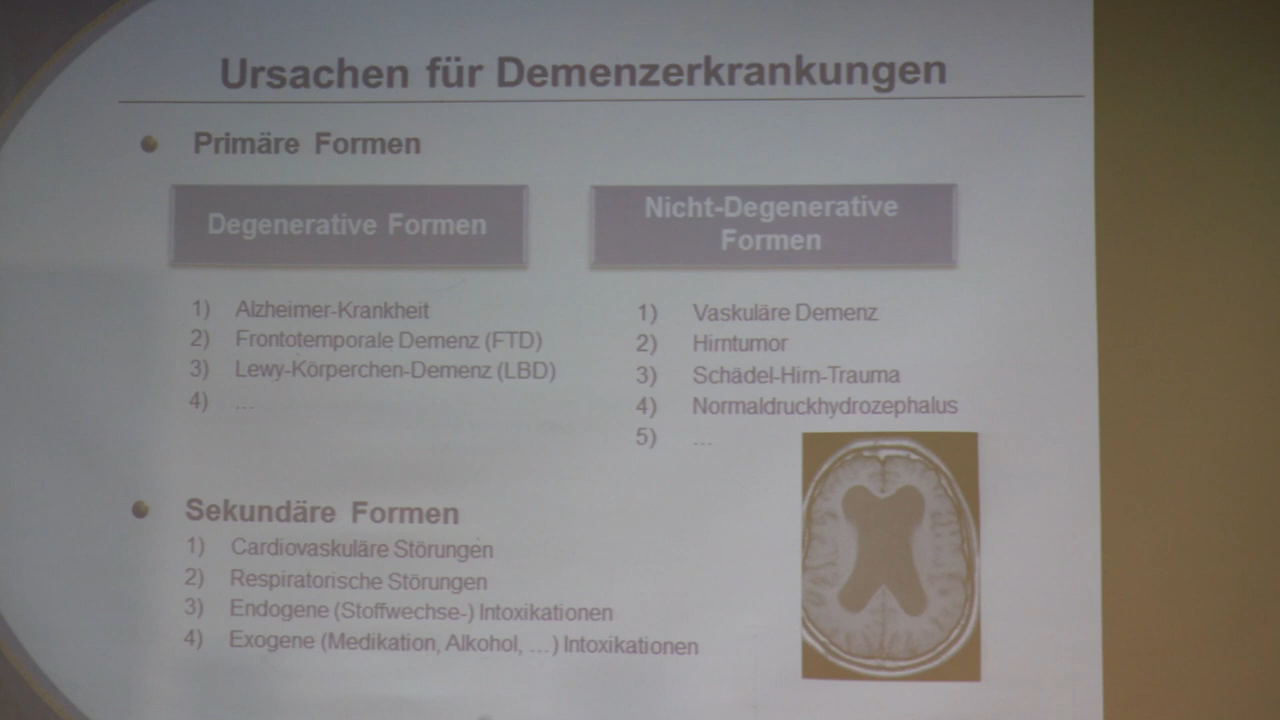 Ursachen für Demenzerkrankungen
Primäre Formen
Degenerative Formen
1) Alzheimer-Krankheit
2) Frontotemporale Demenz (FTD)
3) Lewy-Körperchen-Demenz (LBD)
4) ...
Nicht-Degenerative
Formen
1) Vaskuläre Demenz
2) Hirntumor
3) Schädel-Hirn-Trauma
4) Normaldruckhydrozephalus
5) ...
Sekundäre Formen
1) Cardiovaskuläre Störungen
2) Respiratorische Störungen
3) Endogene (Stoffwechse-) Intoxikationen
4) Exogene (Medikation, Alkohol, ...) Intoxikationen